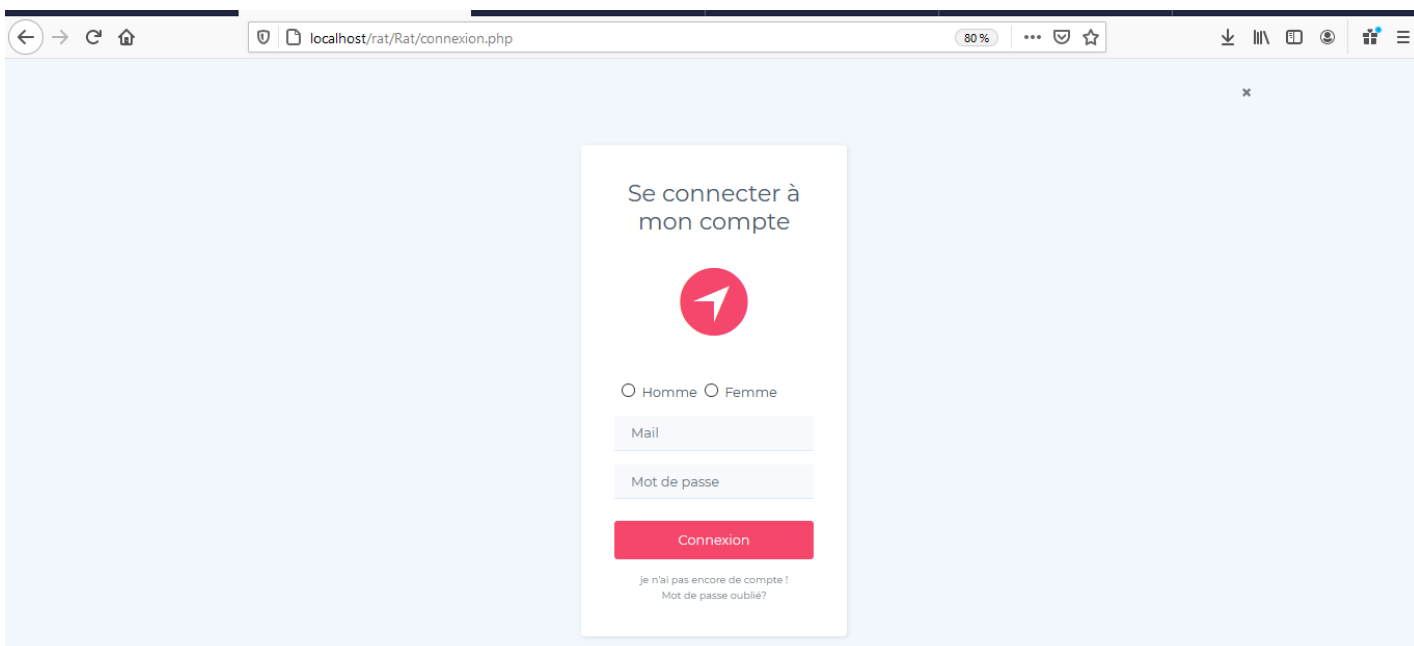 localhost/rat/Rat/connexion.php
80 %
Se connecter à
mon compte
Homme Femme
Mail
Mot de passe
Connexion
je n'ai pas encore de compte !
Mot de passe oublié?